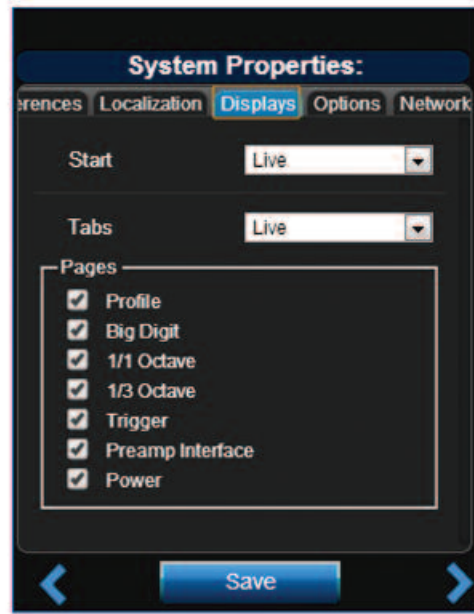 System Properties:
erences Localization Displays Options Network
Start Live
Tabs Live
Pages
Profile
Big Digit
1/1 Octave
1/3 Octave
Trigger
Preamp Interface
Power
Save